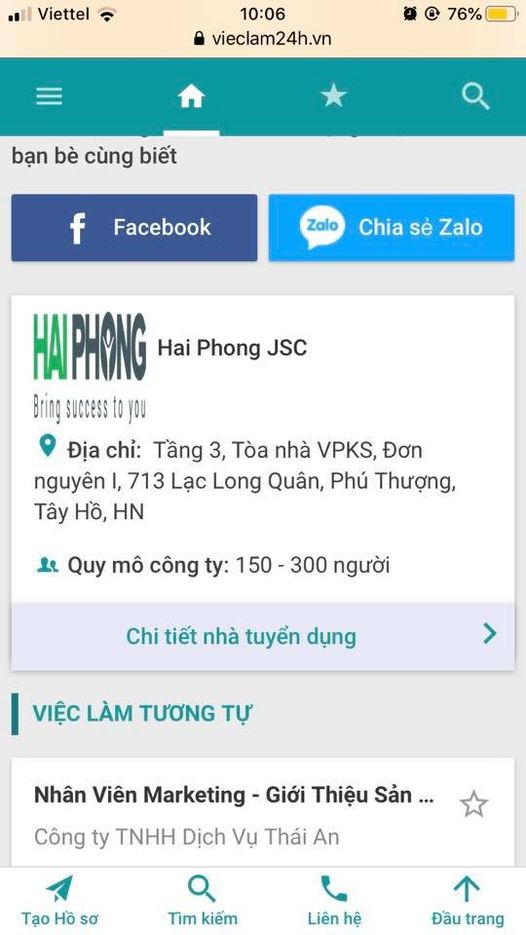 Viettel 10:06 76%
vieclam24h.vn
bạn bè cùng biết
Facebook
Zalo Chia sẻ Zalo
HAI PHONG
Bring success to you
Hai Phong JSC
Địa chỉ: Tầng 3, Tòa nhà VPKS, Đơn
nguyên I, 713 Lạc Long Quân, Phú Thượng,
Tây Hồ, HN
Quy mô công ty: 150 - 300 người
Chi tiết nhà tuyển dụng
VIỆC LÀM TƯƠNG TỰ
Nhân Viên Marketing - Giới Thiệu Sản ...
Công ty TNHH Dịch Vụ Thái An
Tạo Hồ sơ Tìm kiếm Liên hệ Đầu trang